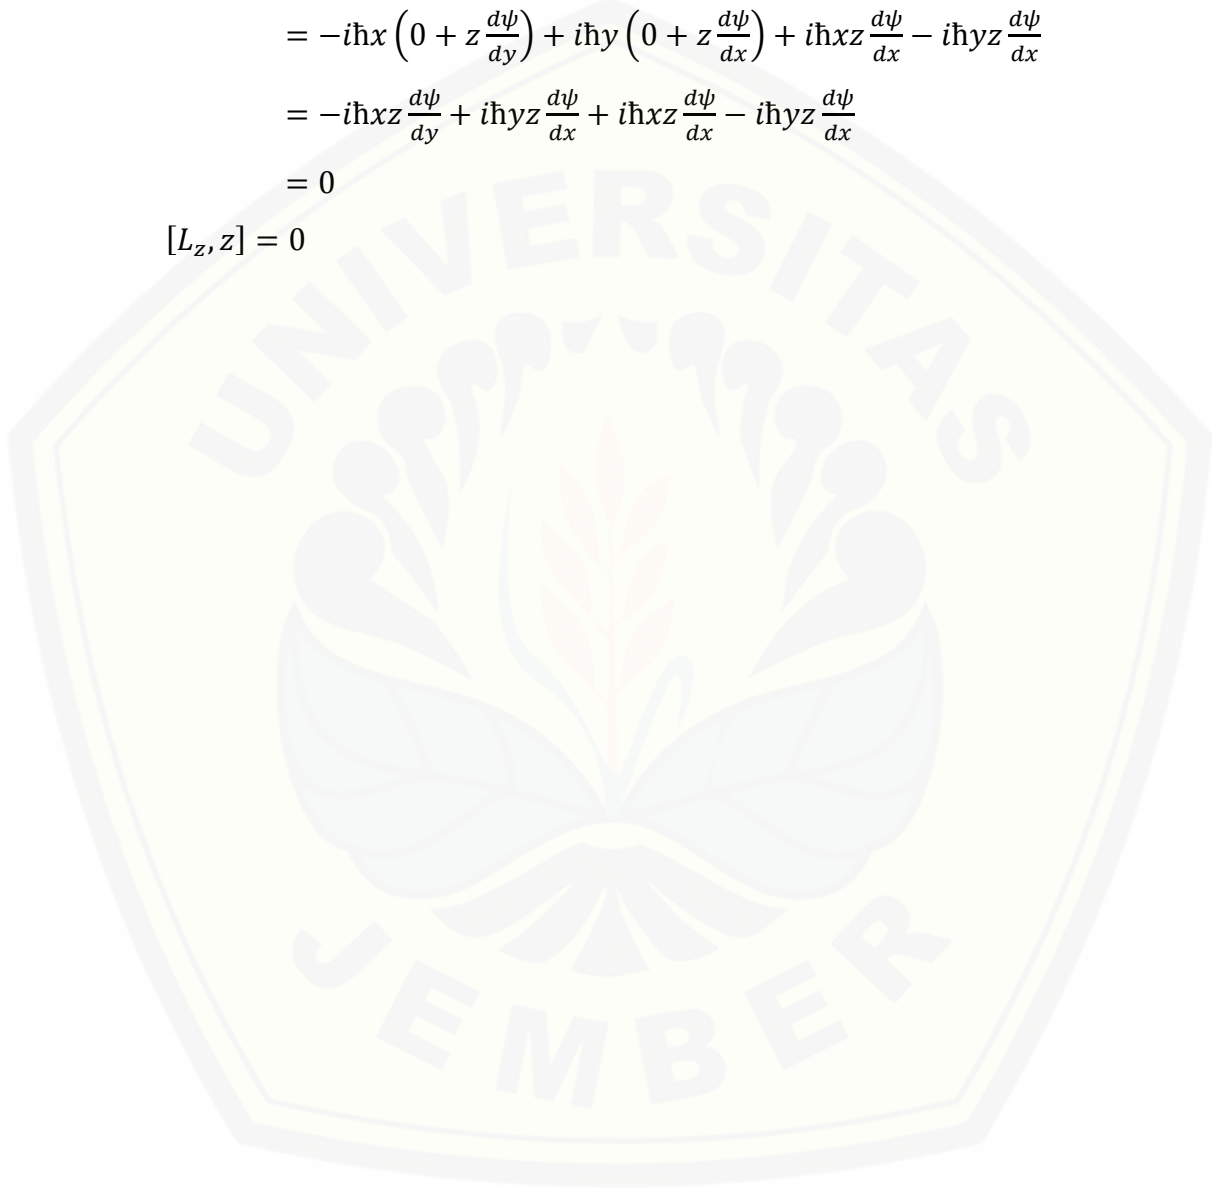 = −iħx (0 + z dψ/dy) + iħy (0 + z dψ/dx) + iħxz dψ/dx − iħyz dψ/dx
= −iħxz dψ/dy + iħyz dψ/dx + iħxz dψ/dx − iħyz dψ/dx
= 0
[L_z, z] = 0
UNIVERSITAS
JEMBER